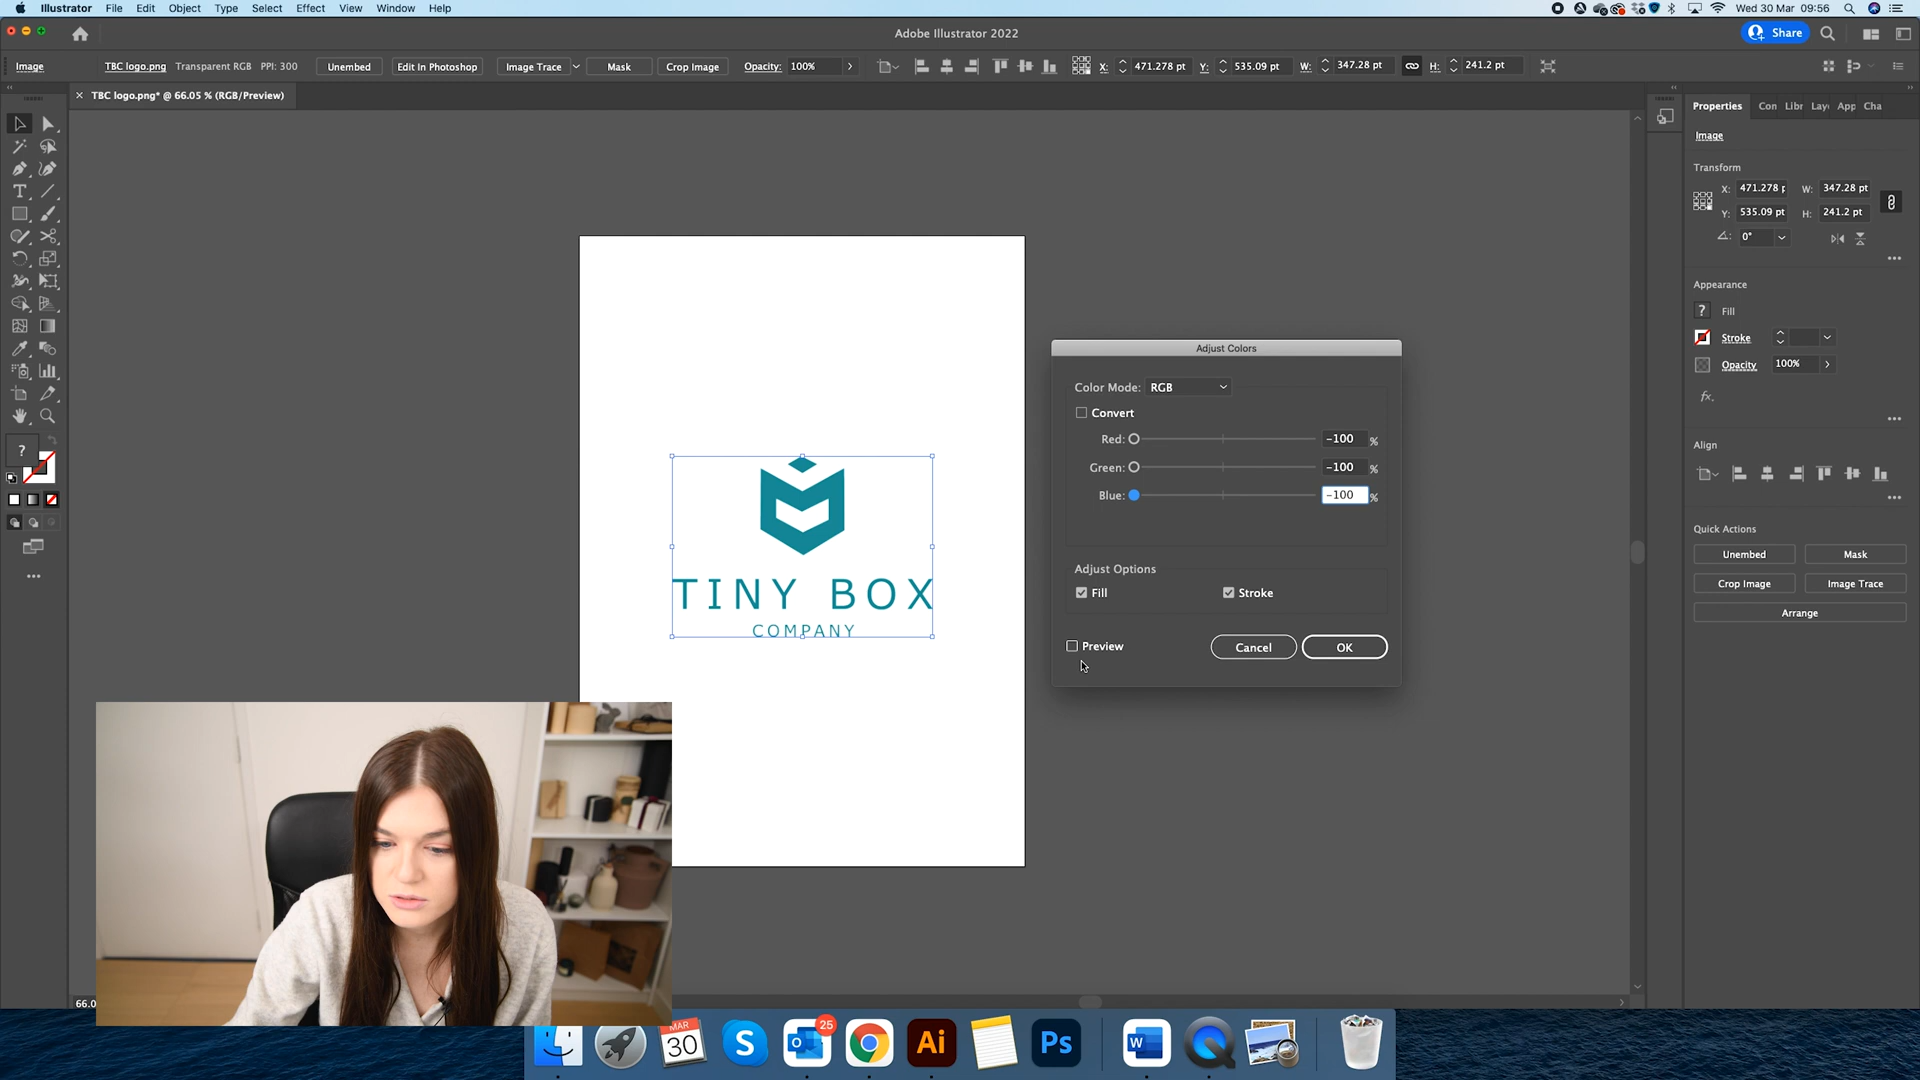 Illustrator File Edit Object Type Select Effect View Window Help
Wed 30 Mar 09:56
Adobe Illustrator 2022
Share
Image
TBC logo.png Transparent RGB PPI: 300
Unembed
Edit In Photoshop
Image Trace
Mask
Crop Image
Opacity: 100%
X: 471.278 pt
Y: 535.09 pt
W: 347.28 pt
H: 241.2 pt
TBC logo.png* @ 66.05 % (RGB/Preview)
Properties Con Libr Laye App Cha
Image
Transform
X: 471.278 p
W: 347.28 pt
Y: 535.09 pt
H: 241.2 pt
0°
Appearance
? Fill
Stroke
Opacity 100%
fx.
Align
Quick Actions
Unembed
Mask
Crop Image
Image Trace
Arrange
?
TINY BOX
COMPANY
Adjust Colors
Color Mode: RGB
Convert
Red: -100 %
Green: -100 %
Blue: -100 %
Adjust Options
Fill
Stroke
Preview
Cancel
OK
66.0
MAR
30
S
25
Ai
Ps
W